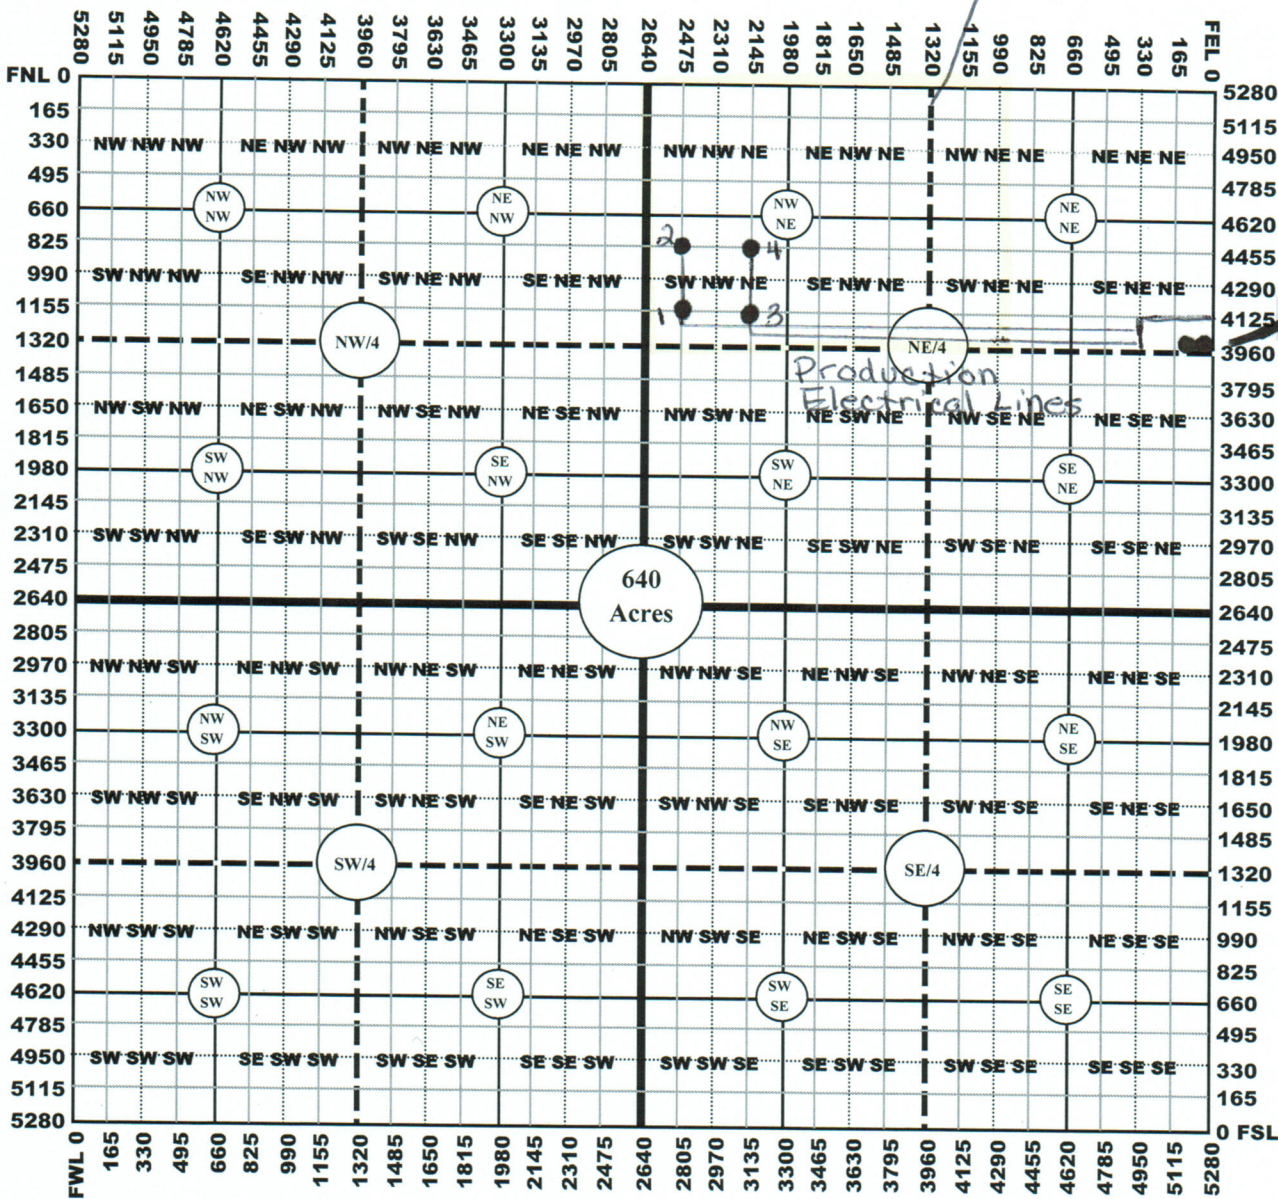 5280 5115 4950 4785 4620 4455 4290 4125 3960 3795 3630 3465 3300 3135 2970 2805 2640 2475 2310 2145 1980 1815 1650 1485 1320 1155 990 825 660 495 330 165 FEL 0
FNL 0
5280
165 5115
330 NW NW NW NE NW NW NW NE NW NE NE NW NW NW NE NE NW NE NW NE NE NE NE NE 4950
495 4785
NW NE NW NE
660 4620
NW NW NE NE
825 2 4 4455
990 SW NW NW SE NW NW SW NE NW SE NE NW SW NW NE SE NW NE SW NE NE SE NE NE 4290
1155 1 3 4125
1320 NW/4 NE/4 3960
Production
1485 3795
Electrical Lines
1650 NW SW NW NE SW NW NW SE NW NE SE NW NW SW NE NE SW NE NW SE NE NE SE NE 3630
1815 3465
SW SE SW SE
1980 3300
NW NW NE NE
2145 3135
2310 SW SW NW SE SW NW SW SE NW SE SE NW SW SW NE SE SW NE SW SE NE SE SE NE 2970
2475 640 2805
2640 Acres 2640
2805 2475
2970 NW NW SW NE NW SW NW NE SW NE NE SW NW NW SE NE NW SE NW NE SE NE NE SE 2310
3135 2145
NW NE NW NE
3300 1980
SW SW SE SE
3465 1815
3630 SW NW SW SE NW SW SW NE SW SE NE SW SW NW SE SE NW SE SW NE SE SE NE SE 1650
3795 1485
3960 SW/4 SE/4 1320
4125 1155
4290 NW SW SW NE SW SW NW SE SW NE SE SW NW SW SE NE SW SE NW SE SE NE SE SE 990
4455 825
SW SE SW SE
4620 660
SW SW SE SE
4785 495
4950 SW SW SW SE SW SW SW SE SW SE SE SW SW SW SE SE SW SE SW SE SE SE SE SE 330
5115 165
5280 0 FSL
FWL 0 165 330 495 660 825 990 1155 1320 1485 1650 1815 1980 2145 2310 2475 2640 2805 2970 3135 3300 3465 3630 3795 3960 4125 4290 4455 4620 4785 4950 5115 5280